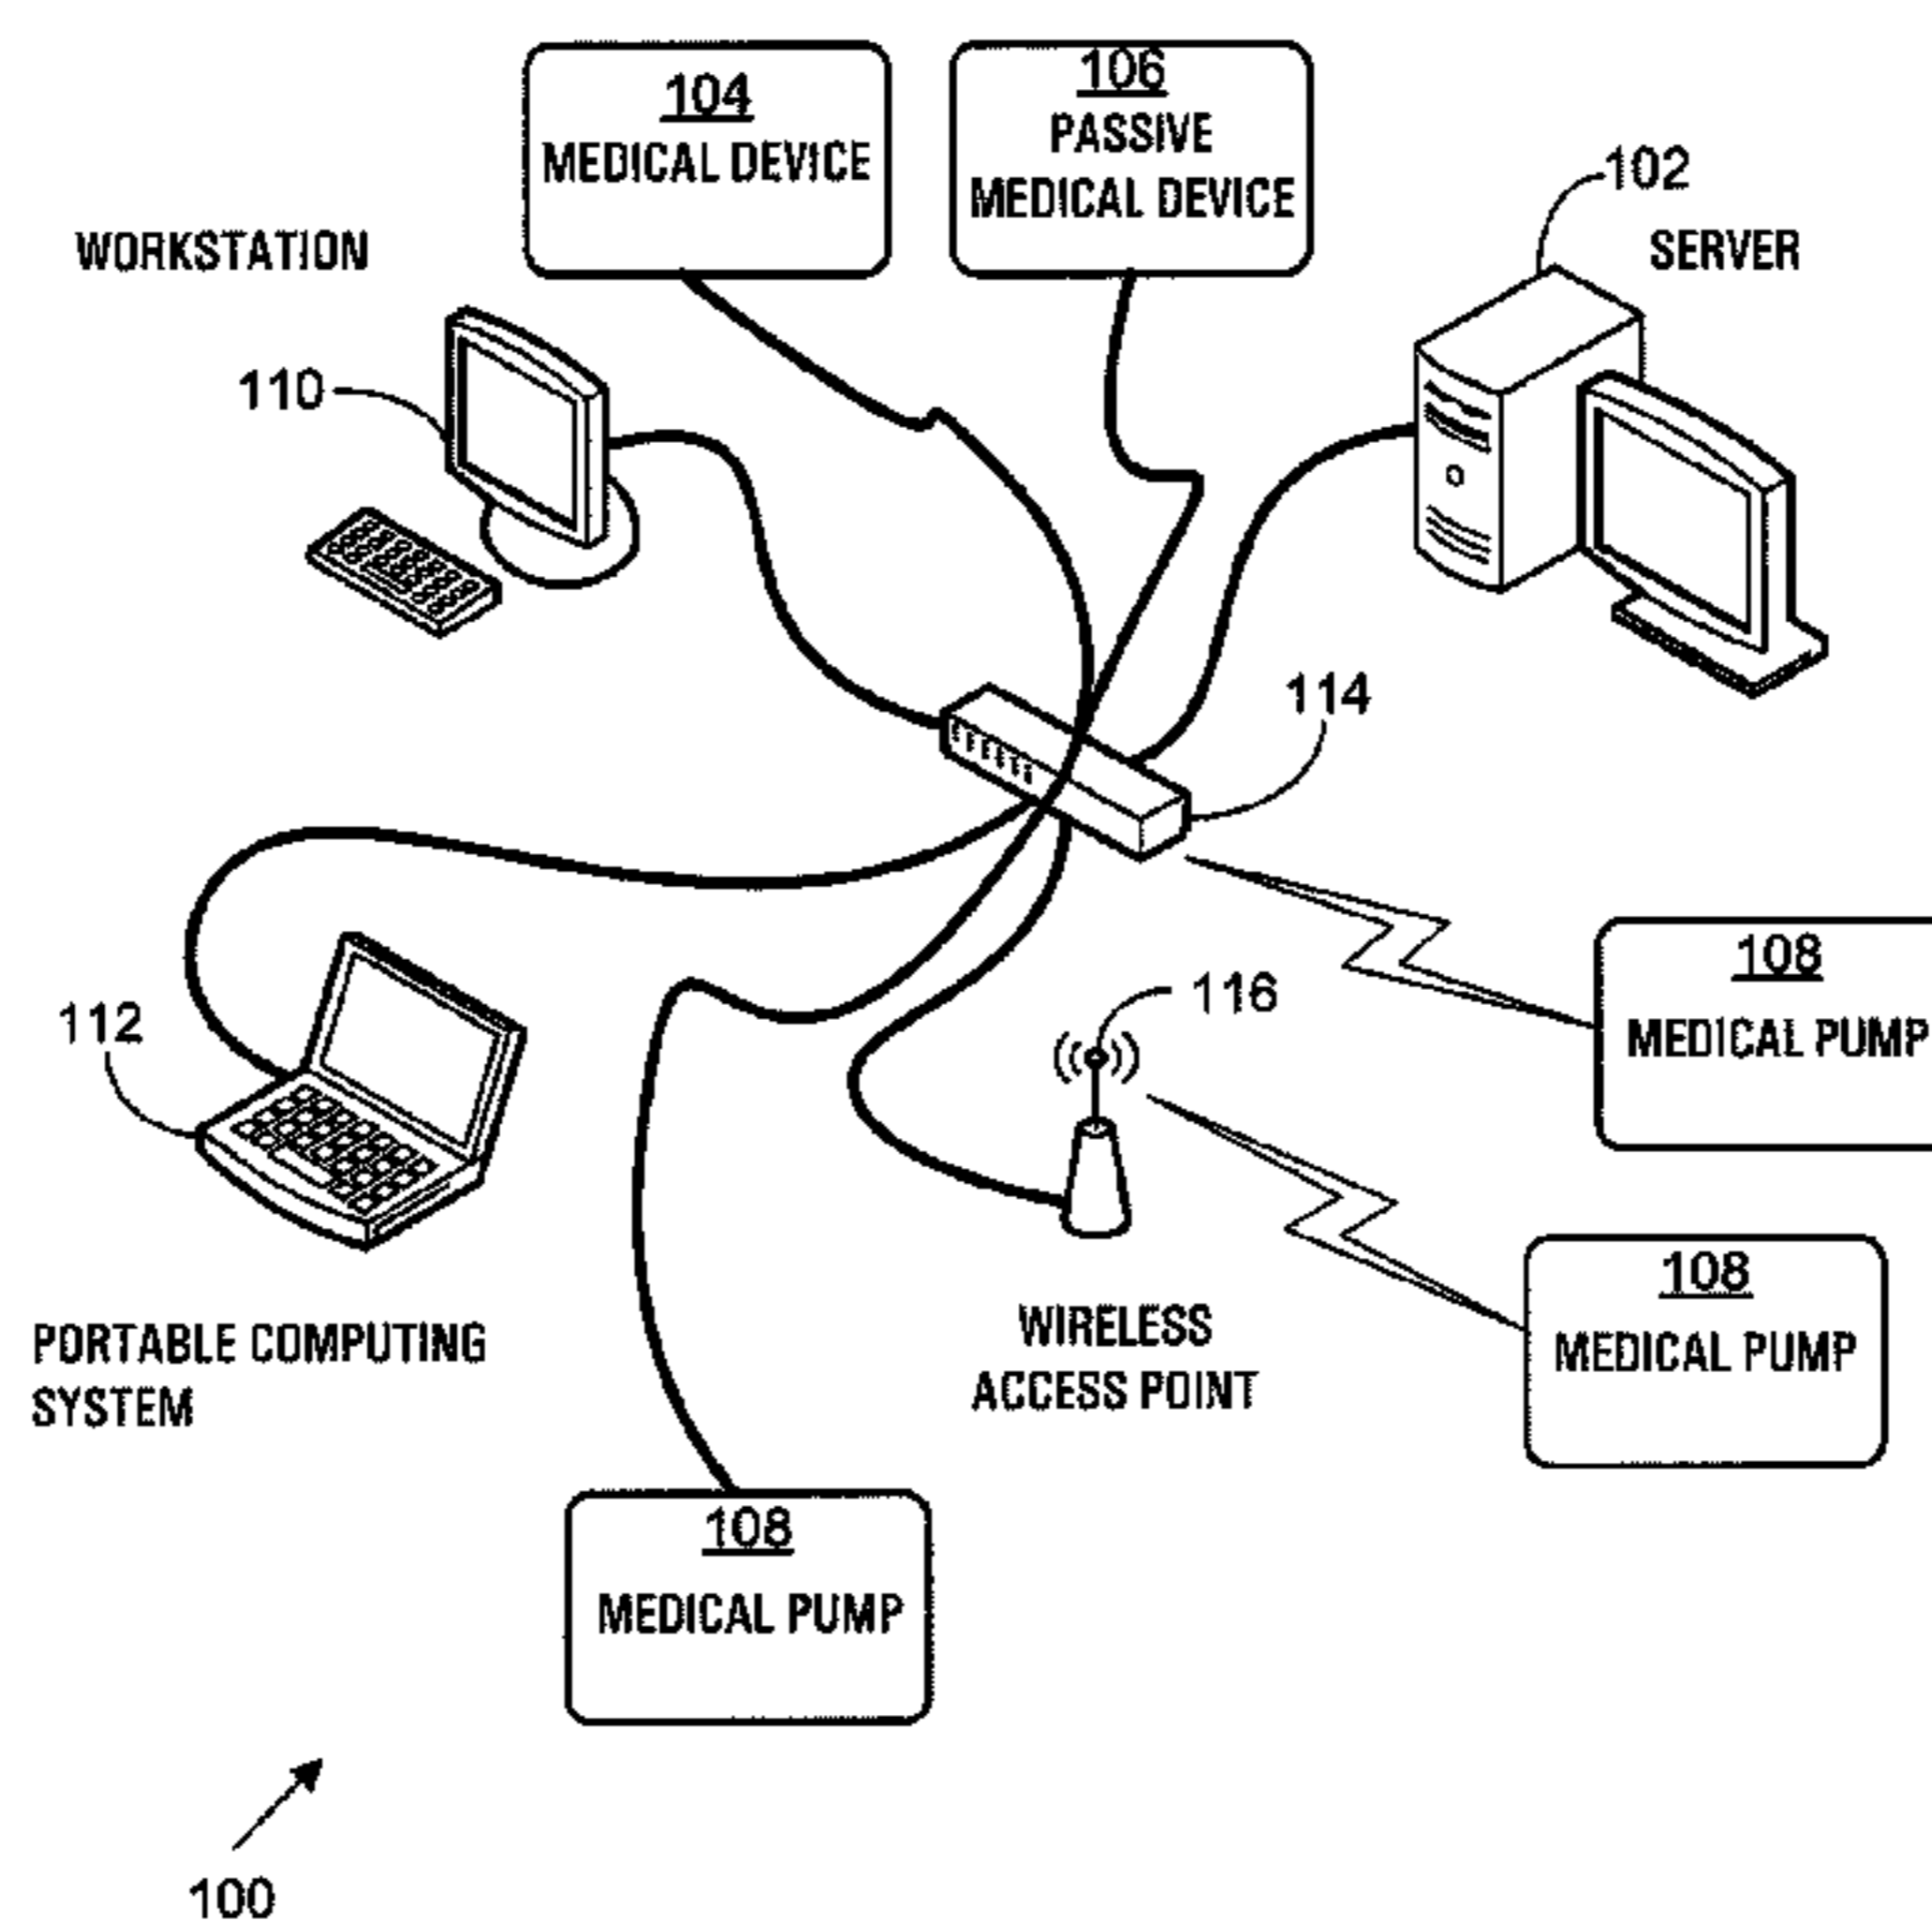 104
MEDICAL DEVICE
106
PASSIVE
MEDICAL DEVICE
102
SERVER
WORKSTATION
110
114
108
MEDICAL PUMP
116
112
108
MEDICAL PUMP
WIRELESS
ACCESS POINT
PORTABLE COMPUTING
SYSTEM
108
MEDICAL PUMP
100